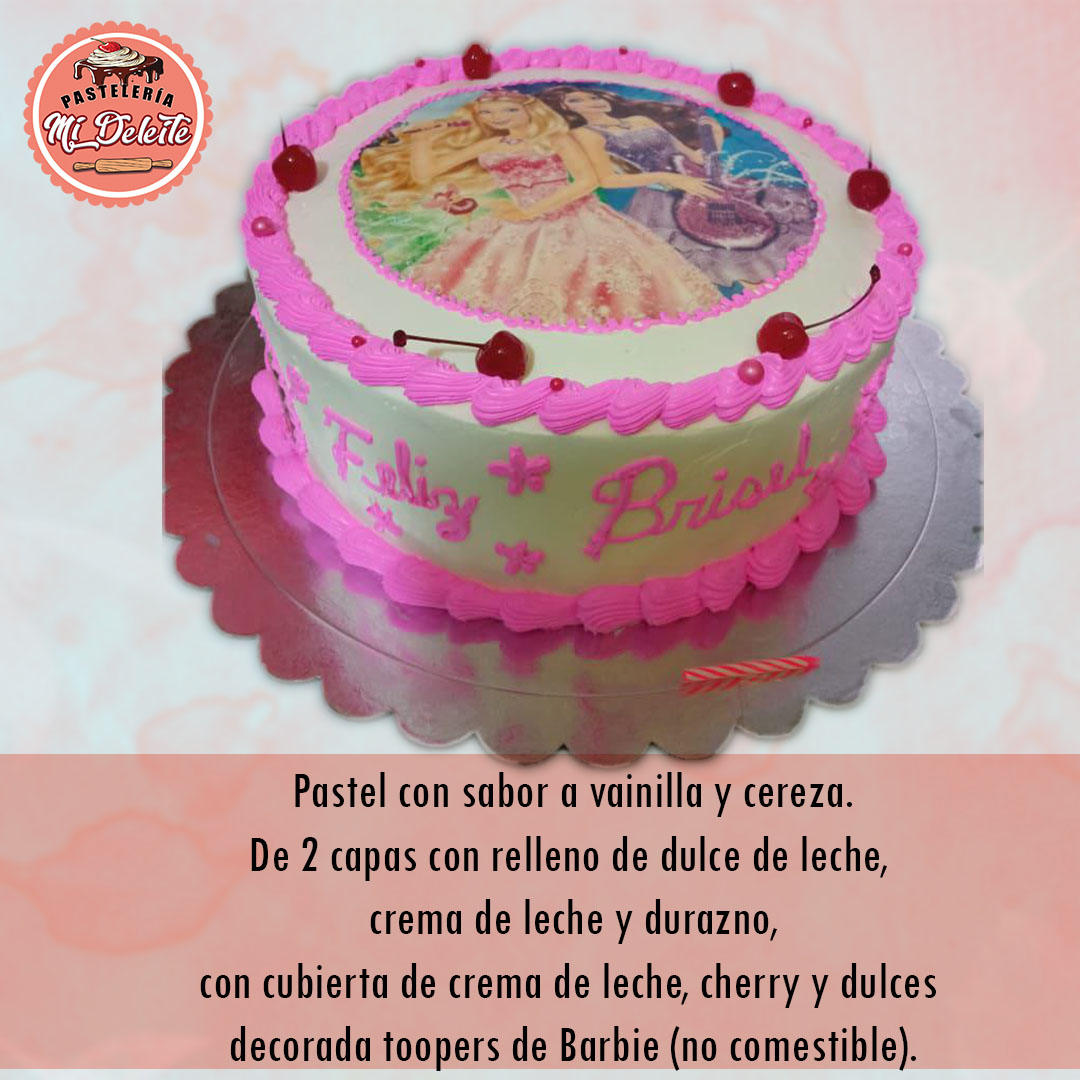 PASTELERÍA
Mi Deleite
Feliz
Brisel
Pastel con sabor a vainilla y cereza.
De 2 capas con relleno de dulce de leche,
crema de leche y durazno,
con cubierta de crema de leche, cherry y dulces
decorada toopers de Barbie (no comestible).